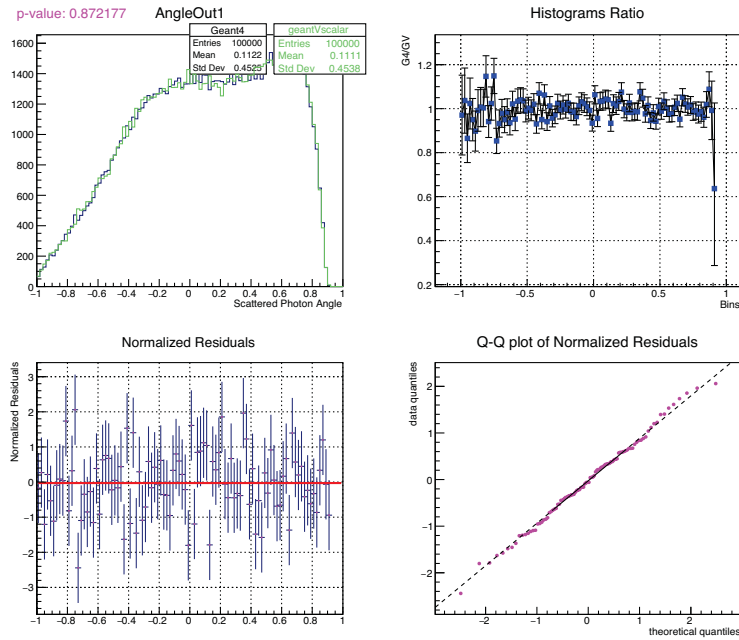 p-value: 0.872177
AngleOut1
Geant4
Entries 100000
Mean 0.1122
Std Dev 0.4525
geantVscalar
Entries 100000
Mean 0.1111
Std Dev 0.4538
1600
1400
1200
1000
800
600
400
200
0
−1 −0.8 −0.6 −0.4 −0.2 0 0.2 0.4 0.6 0.8 1
Scattered Photon Angle
Histograms Ratio
G4/GV
1.2
1
0.8
0.6
0.4
0.2
−1 −0.5 0 0.5 1
Bins
Normalized Residuals
Normalized Residuals
3
2
1
0
−1
−2
−3
−1 −0.8 −0.6 −0.4 −0.2 0 0.2 0.4 0.6 0.8 1
Q-Q plot of Normalized Residuals
data quantiles
2
1
0
−1
−2
−2 −1 0 1 2
theoretical quantiles